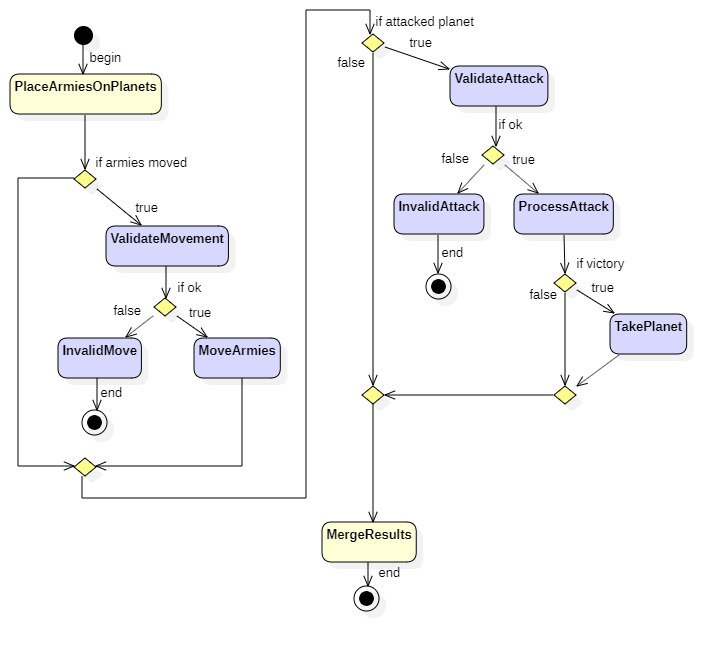 begin
PlaceArmiesOnPlanets
if armies moved
true
ValidateMovement
if ok
false
true
InvalidMove
MoveArmies
end
if attacked planet
true
false
ValidateAttack
if ok
false
true
InvalidAttack
ProcessAttack
end
if victory
true
false
TakePlanet
MergeResults
end